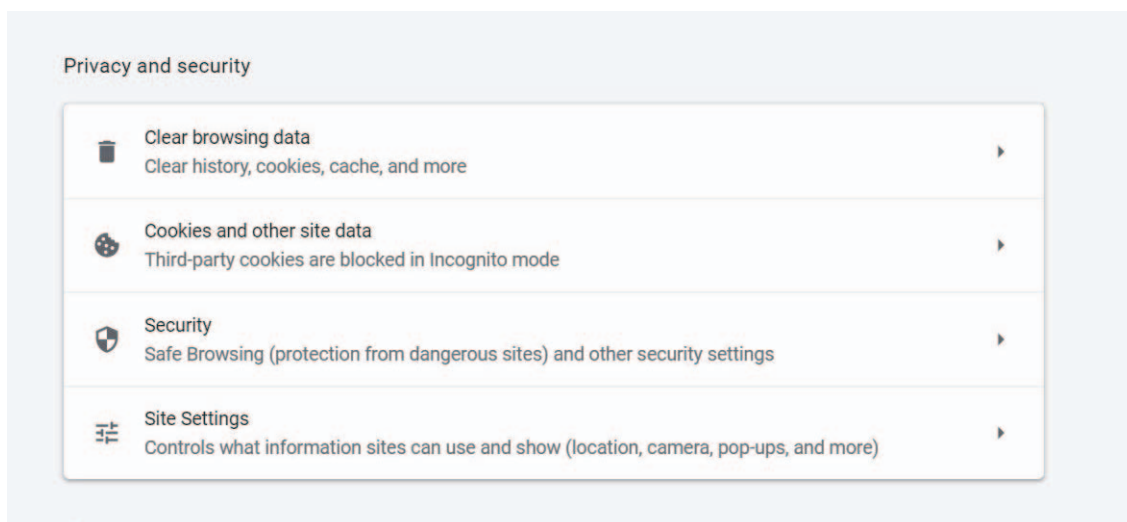 Privacy and security
Clear browsing data
Clear history, cookies, cache, and more
Cookies and other site data
Third-party cookies are blocked in Incognito mode
Security
Safe Browsing (protection from dangerous sites) and other security settings
Site Settings
Controls what information sites can use and show (location, camera, pop-ups, and more)